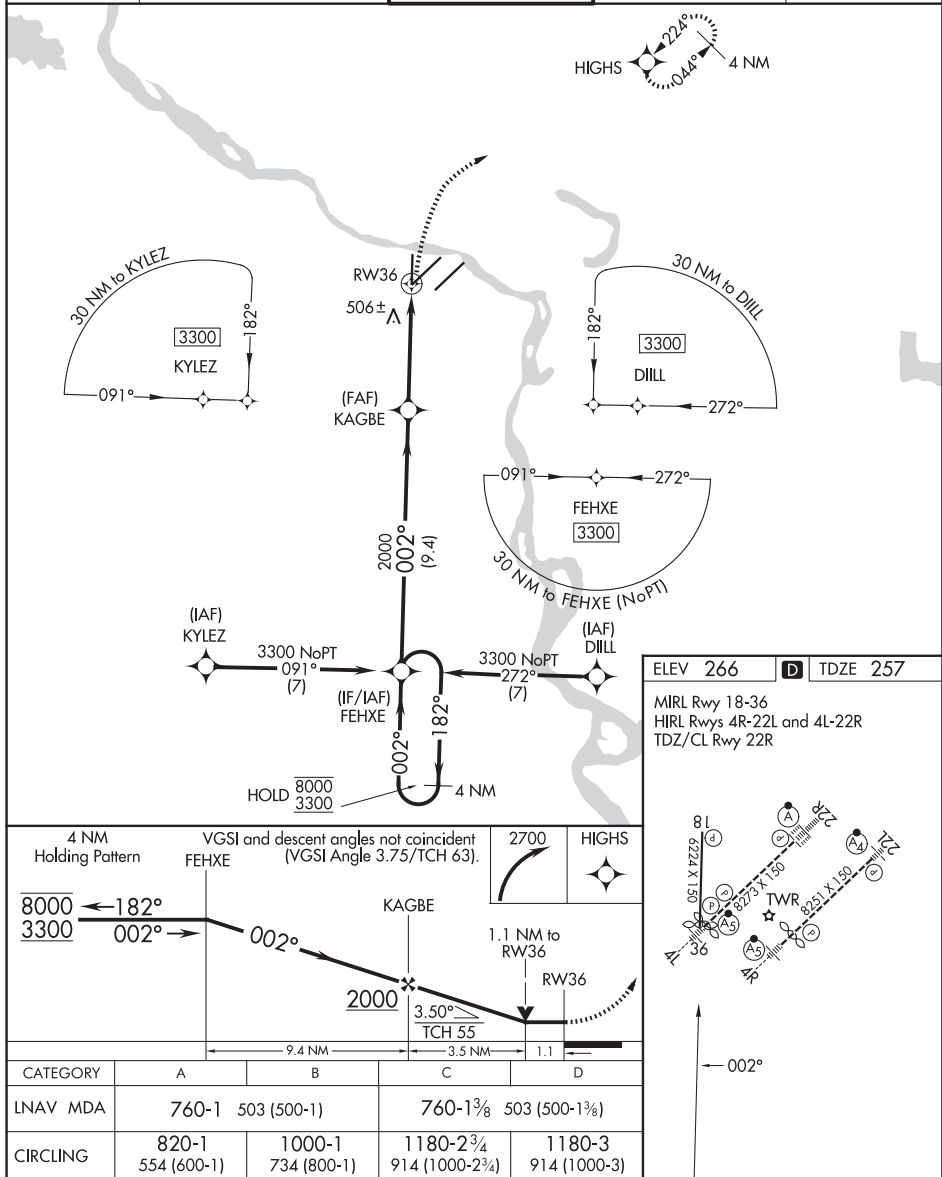 HIGHS
224°
044°
4 NM
RW36
506±
30 NM to KYLEZ
3300
KYLEZ
182°
091°
30 NM to DIILL
3300
DIILL
182°
272°
(FAF)
KAGBE
091°
272°
FEHXE
3300
30 NM to FEHXE (NoPT)
2000
002°
(9.4)
(IAF)
KYLEZ
3300 NoPT
091°
(7)
(IF/IAF)
FEHXE
3300 NoPT
272°
(7)
(IAF)
DIILL
002°
182°
HOLD 8000
3300
4 NM
ELEV 266 D TDZE 257
MIRL Rwy 18-36
HIRL Rwys 4R-22L and 4L-22R
TDZ/CL Rwy 22R
18
P
6224 X 150
A
P
22R
A4
22L
P
8273 X 150
P
P
TWR
8251 X 150
A5
36
4L
A5
P
4R
002°
4 NM
Holding Pattern
VGSI and descent angles not coincident
(VGSI Angle 3.75/TCH 63).
2700
HIGHS
FEHXE
8000
3300
182°
002°
002°
KAGBE
2000
1.1 NM to
RW36
RW36
3.50°
TCH 55
9.4 NM
3.5 NM
1.1
CATEGORY A B C D
LNAV MDA 760-1 503 (500-1) 760-1⅜ 503 (500-1⅜)
CIRCLING 820-1 1000-1 1180-2¾ 1180-3
554 (600-1) 734 (800-1) 914 (1000-2¾) 914 (1000-3)